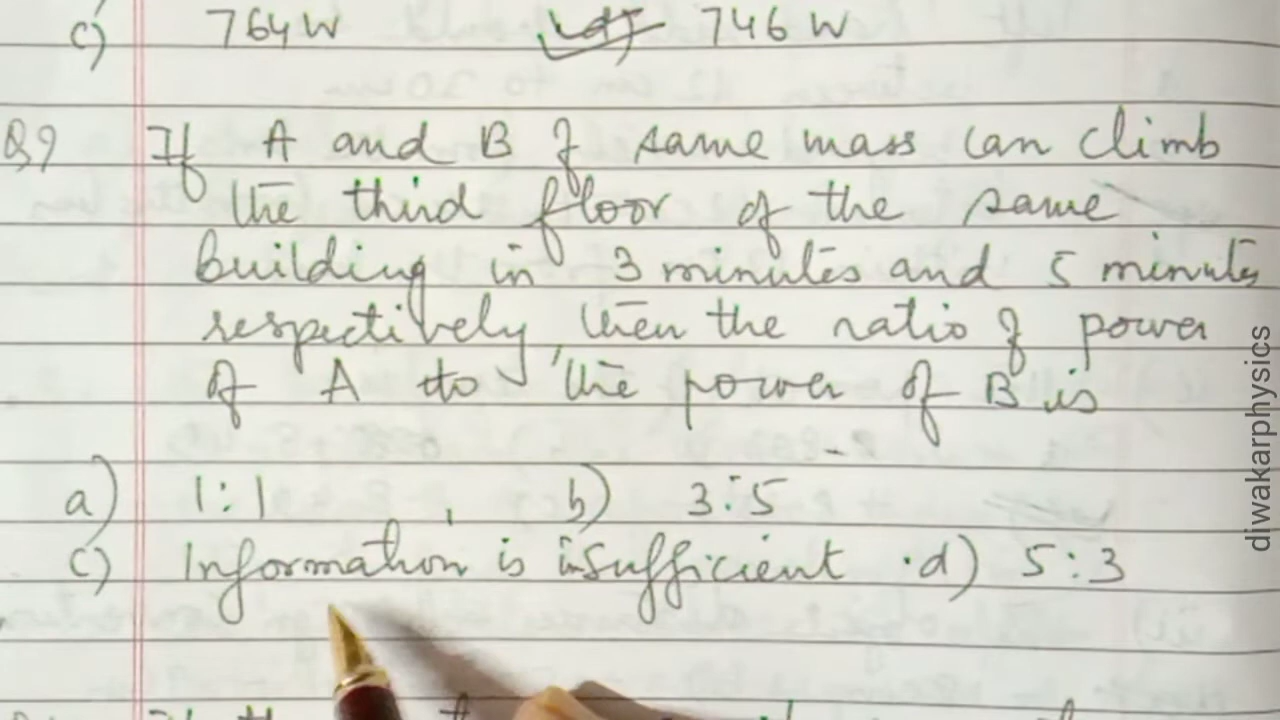 c) 764W d) 746 W
Q9 If A and B of same mass can climb
the third floor of the same
building in 3 minutes and 5 minutes
respectively, then the ratio of power
of A to the power of B is
a) 1:1 b) 3:5
c) Information is insufficient d) 5:3
diwakarphysics